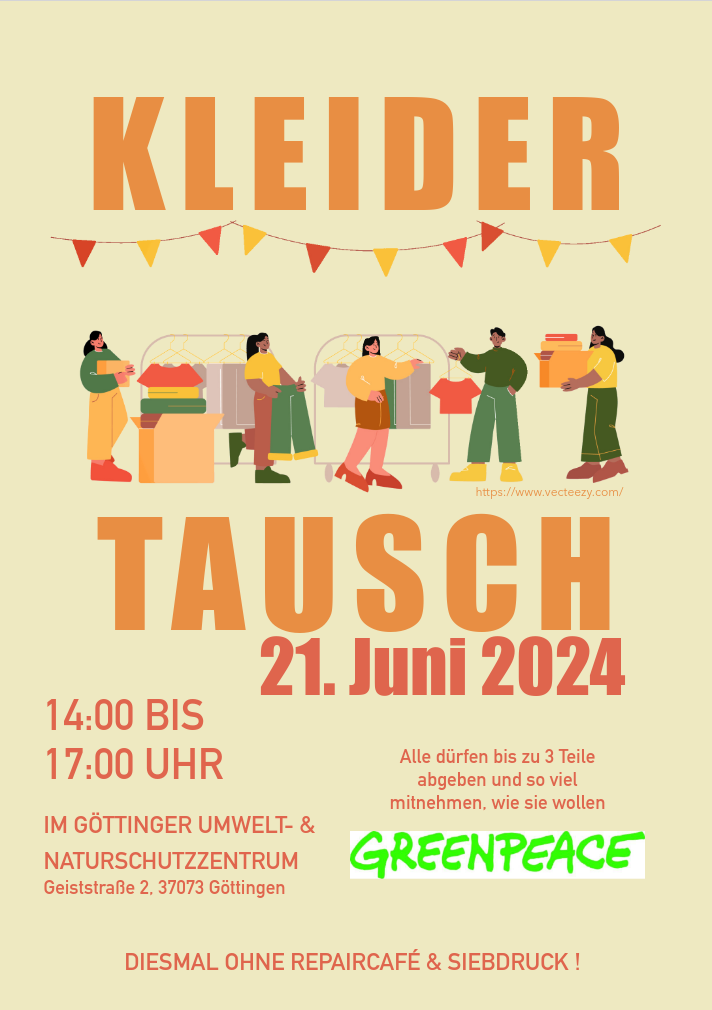 KLEIDER
https://www.vecteezy.com/
TAUSCH
21. Juni 2024
14:00 BIS
17:00 UHR
Alle dürfen bis zu 3 Teile
abgeben und so viel
mitnehmen, wie sie wollen
IM GÖTTINGER UMWELT- &
NATURSCHUTZZENTRUM
Geiststraße 2, 37073 Göttingen
GREENPEACE
DIESMAL OHNE REPAIRCAFÉ & SIEBDRUCK !